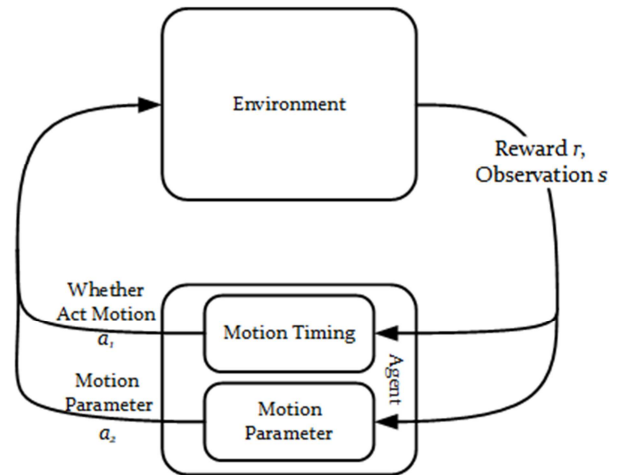 Environment
Reward r,
Observation s
Whether
Act Motion
a₁
Motion Timing
Agent
Motion
Parameter
a₂
Motion
Parameter